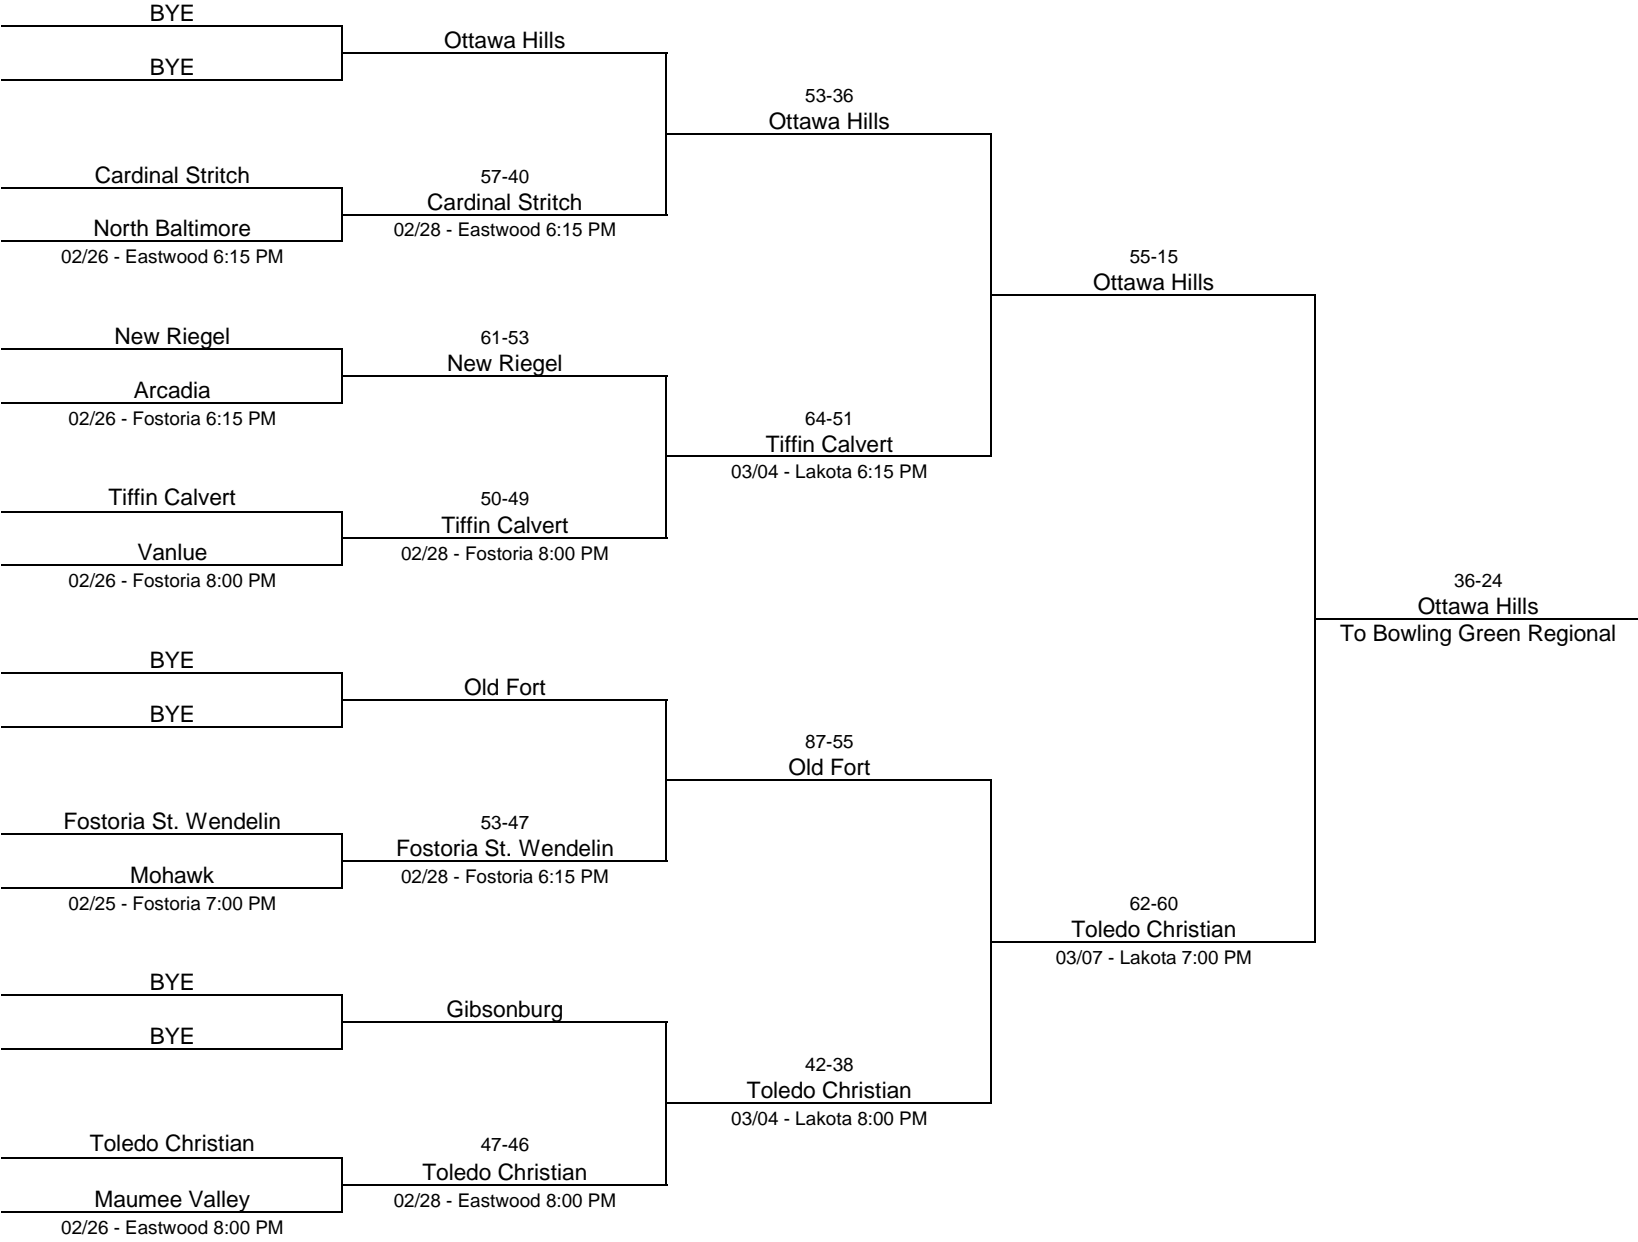 BYE
BYE
Cardinal Stritch
North Baltimore
02/26 - Eastwood 6:15 PM
New Riegel
Arcadia
02/26 - Fostoria 6:15 PM
Tiffin Calvert
Vanlue
02/26 - Fostoria 8:00 PM
BYE
BYE
Fostoria St. Wendelin
Mohawk
02/25 - Fostoria 7:00 PM
BYE
BYE
Toledo Christian
Maumee Valley
02/26 - Eastwood 8:00 PM
Ottawa Hills
57-40
Cardinal Stritch
02/28 - Eastwood 6:15 PM
61-53
New Riegel
50-49
Tiffin Calvert
02/28 - Fostoria 8:00 PM
Old Fort
53-47
Fostoria St. Wendelin
02/28 - Fostoria 6:15 PM
Gibsonburg
47-46
Toledo Christian
02/28 - Eastwood 8:00 PM
53-36
Ottawa Hills
64-51
Tiffin Calvert
03/04 - Lakota 6:15 PM
87-55
Old Fort
42-38
Toledo Christian
03/04 - Lakota 8:00 PM
55-15
Ottawa Hills
62-60
Toledo Christian
03/07 - Lakota 7:00 PM
36-24
Ottawa Hills
To Bowling Green Regional